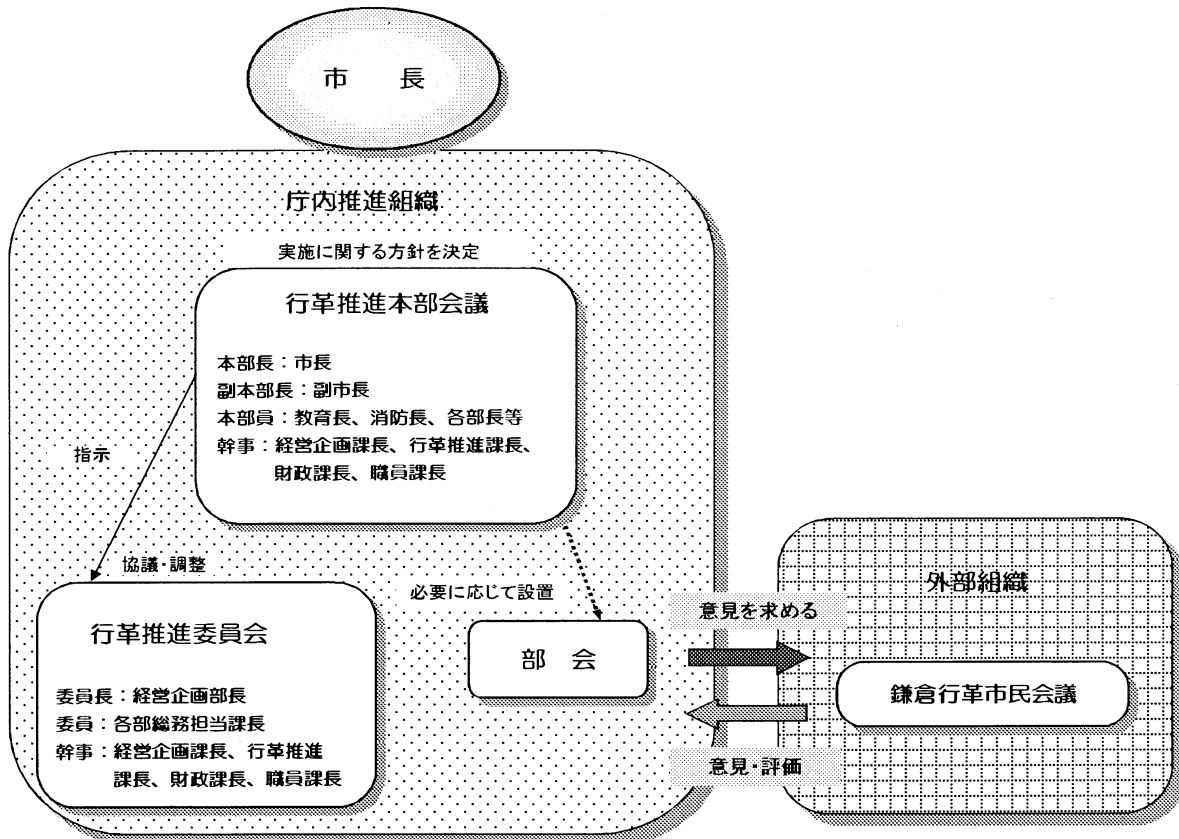 市　長
庁内推進組織
実施に関する方針を決定
行革推進本部会議
本部長：市長
副本部長：副市長
本部員：教育長、消防長、各部長等
幹事：経営企画課長、行革推進課長、
財政課長、職員課長
指示
協議・調整
行革推進委員会
委員長：経営企画部長
委員：各部総務担当課長
幹事：経営企画課長、行革推進
課長、財政課長、職員課長
必要に応じて設置
部　会
意見を求める
意見・評価
外部組織
鎌倉行革市民会議